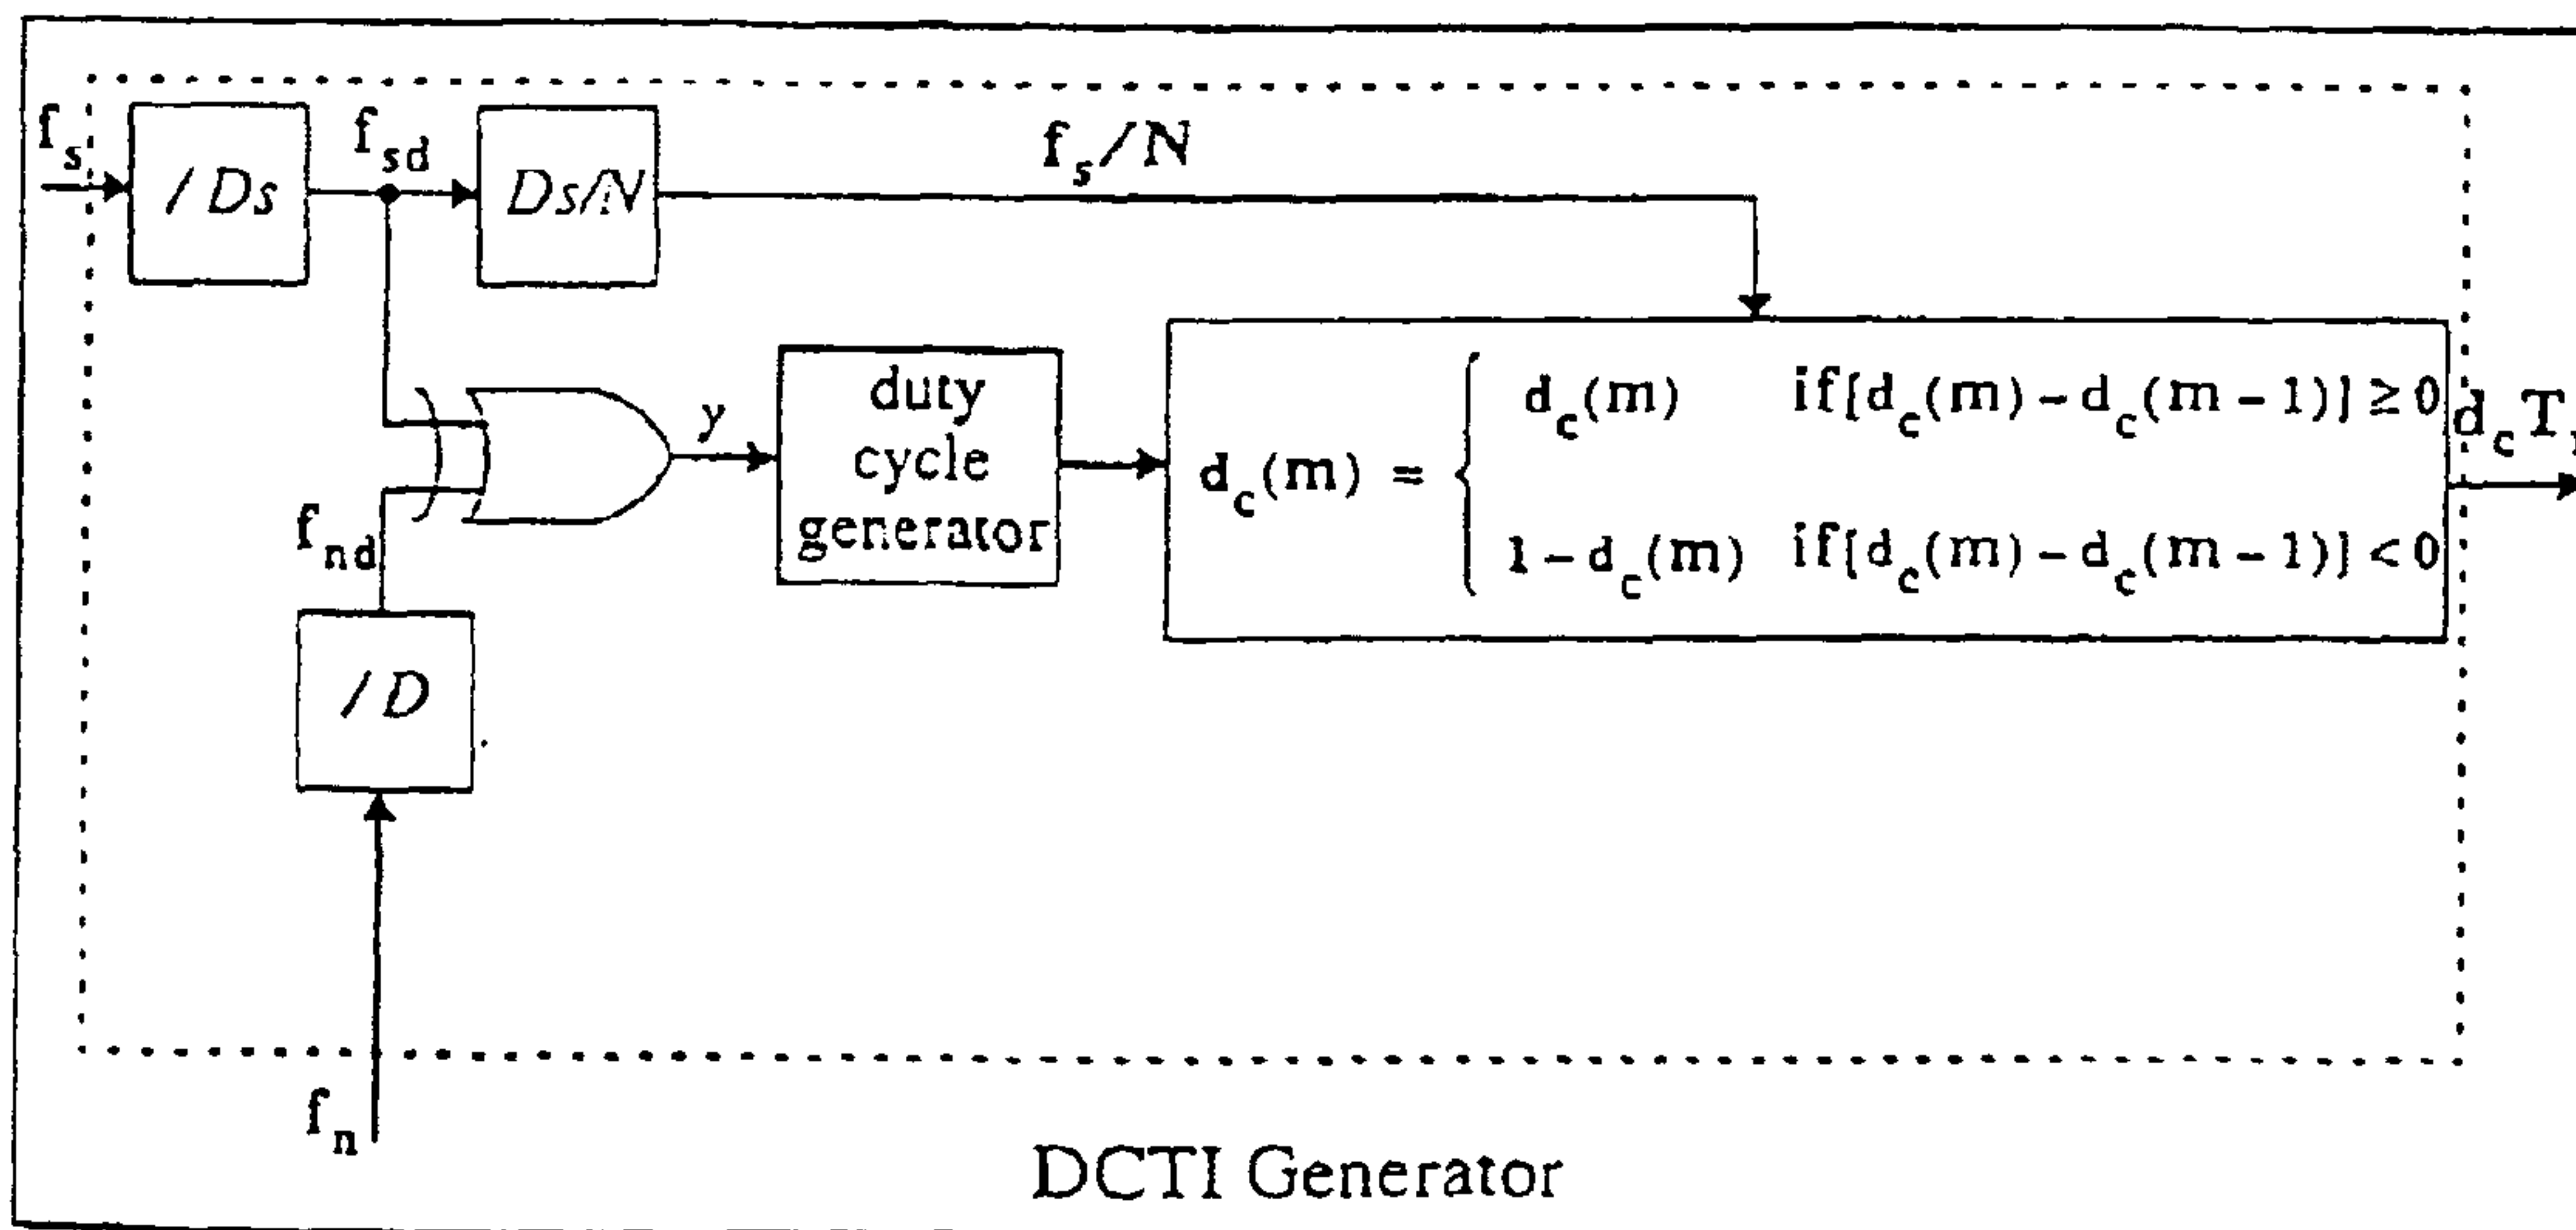 f_s
/ Ds
f_sd
Ds/N
f_s/N
y
duty
cycle
generator
d_c(m) = { d_c(m) if[d_c(m) – d_c(m – 1)] ≥ 0
1 – d_c(m) if[d_c(m) – d_c(m – 1)] < 0
d_c T
f_nd
/ D
f_n
DCTI Generator